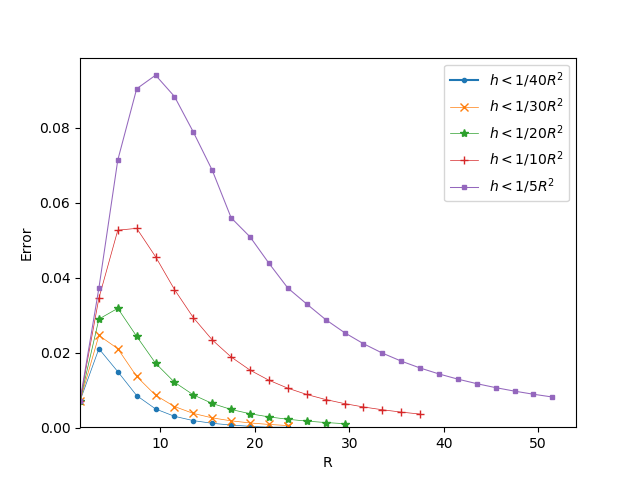 h < 1/40R²
h < 1/30R²
h < 1/20R²
h < 1/10R²
h < 1/5R²
Error
0.08
0.06
0.04
0.02
0.00
10 20 30 40 50
R